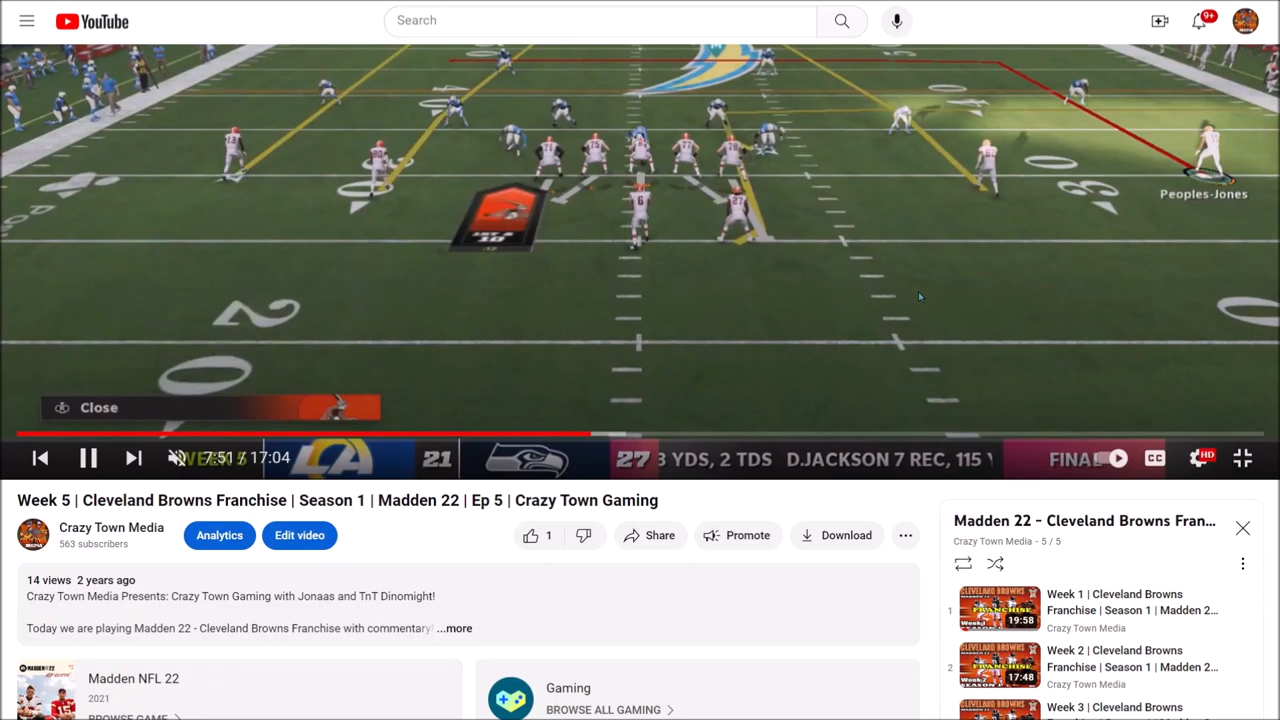 YouTube
Search
9+
Peoples-Jones
1ST & 10
Close
7:51 / 17:04
21
27
3 YDS, 2 TDS D.JACKSON 7 REC, 115 Y
FINAL
CC
HD
Week 5 | Cleveland Browns Franchise | Season 1 | Madden 22 | Ep 5 | Crazy Town Gaming
Crazy Town Media
563 subscribers
Analytics
Edit video
1
Share
Promote
Download
14 views 2 years ago
Crazy Town Media Presents: Crazy Town Gaming with Jonaas and TnT Dinomight!
Today we are playing Madden 22 - Cleveland Browns Franchise with commentary
...more
Madden NFL 22
2021
BROWSE GAME
Gaming
BROWSE ALL GAMING
Madden 22 - Cleveland Browns Fran...
Crazy Town Media - 5 / 5
1
19:58
Week 1 | Cleveland Browns
Franchise | Season 1 | Madden 2...
Crazy Town Media
2
17:48
Week 2 | Cleveland Browns
Franchise | Season 1 | Madden 2...
Crazy Town Media
Week 3 | Cleveland Browns